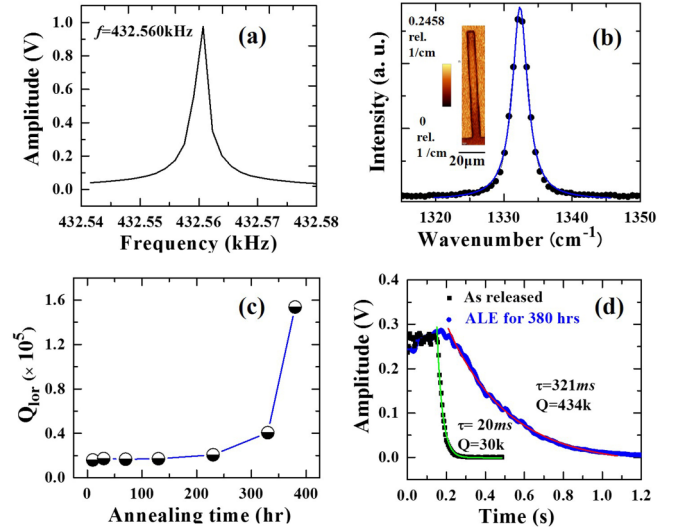 f=432.560kHz
(a)
Amplitude (V)
1.0
0.8
0.6
0.4
0.2
0.0
432.54 432.55 432.56 432.57 432.58
Frequency (kHz)
0.2458
rel.
1/cm
0
rel.
1 /cm
20μm
(b)
Intensity (a. u.)
1320 1330 1340 1350
Wavenumber (cm⁻¹)
(c)
Q_lor (× 10⁵)
1.6
1.2
0.8
0.4
0.0
0 100 200 300 400
Annealing time (hr)
As released
ALE for 380 hrs
(d)
τ=321ms
Q=434k
τ= 20ms
Q=30k
Amplitude (V)
0.4
0.3
0.2
0.1
0.0
0.0 0.2 0.4 0.6 0.8 1.0 1.2
Time (s)